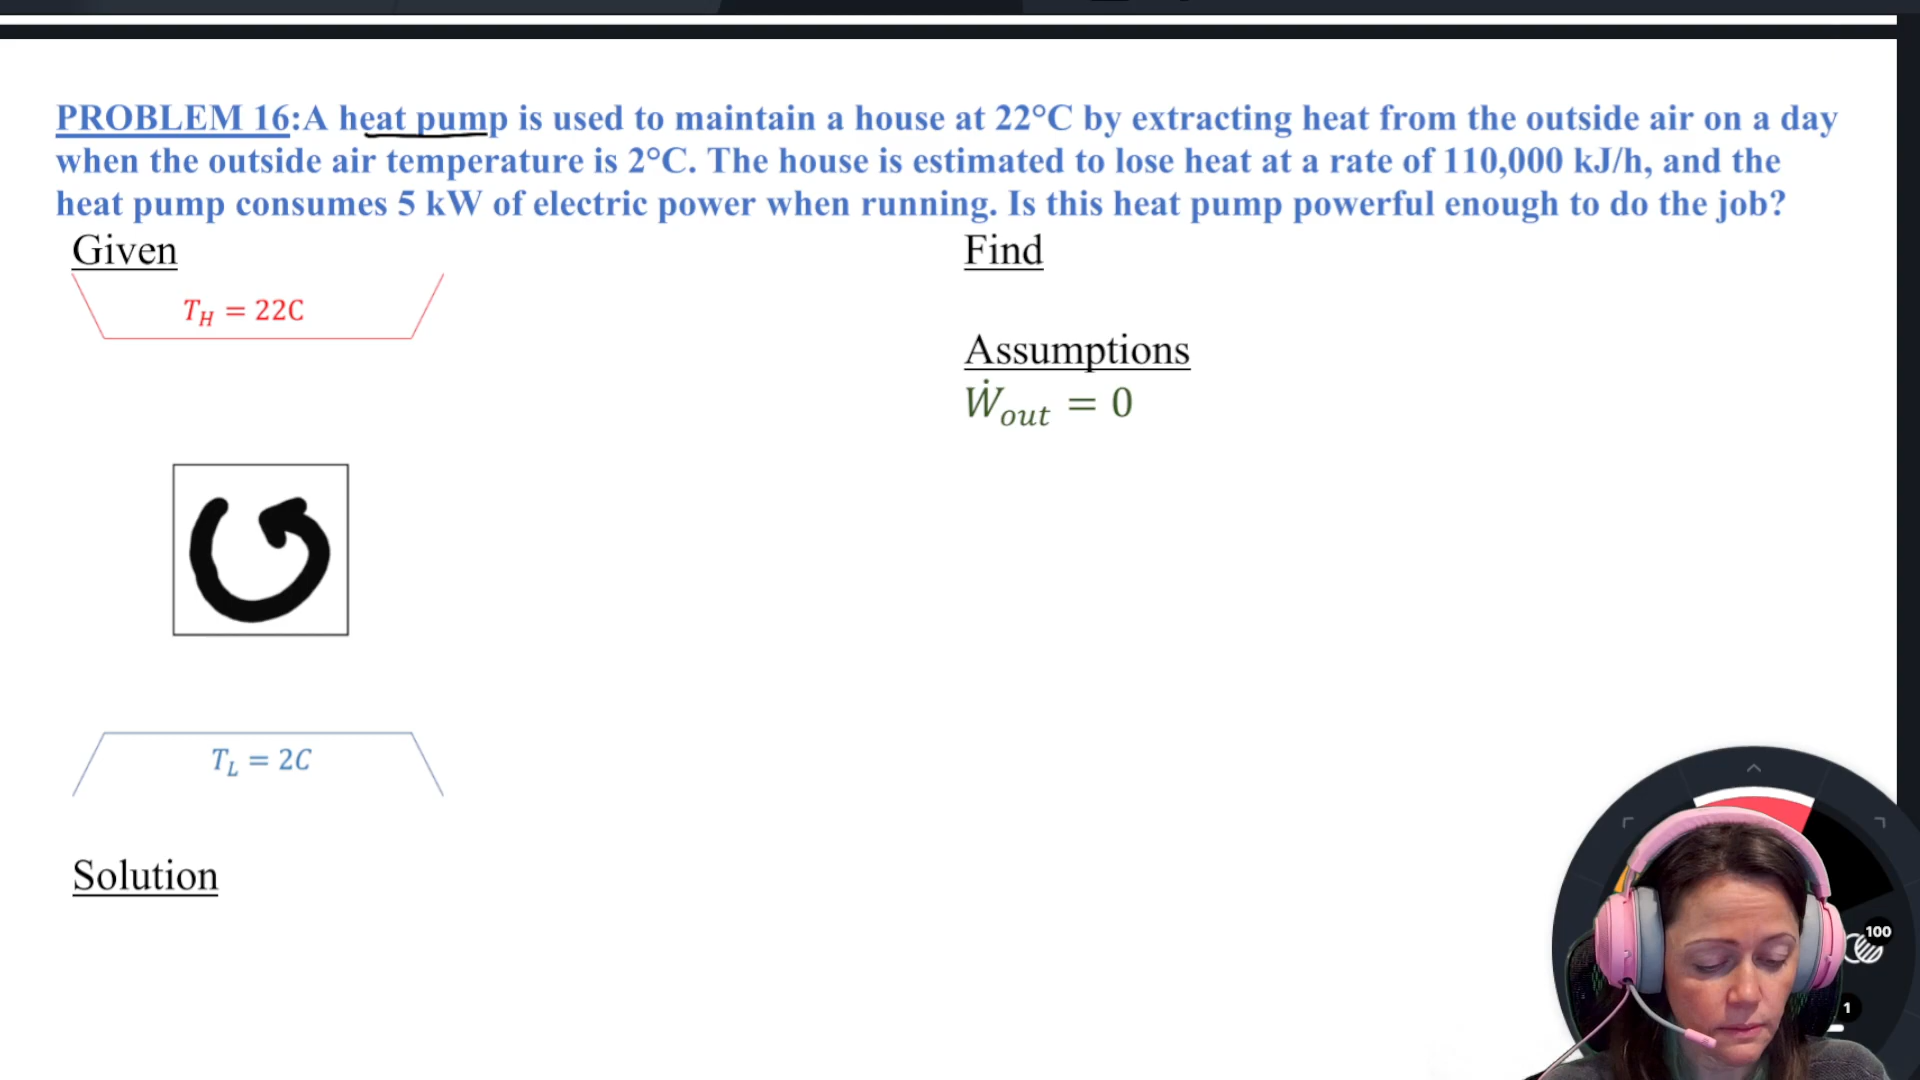 PROBLEM 16:A heat pump is used to maintain a house at 22°C by extracting heat from the outside air on a day
when the outside air temperature is 2°C. The house is estimated to lose heat at a rate of 110,000 kJ/h, and the
heat pump consumes 5 kW of electric power when running. Is this heat pump powerful enough to do the job?
Given
Find
T_H = 22C
Assumptions
Ẇ_out = 0
T_L = 2C
Solution
100
1